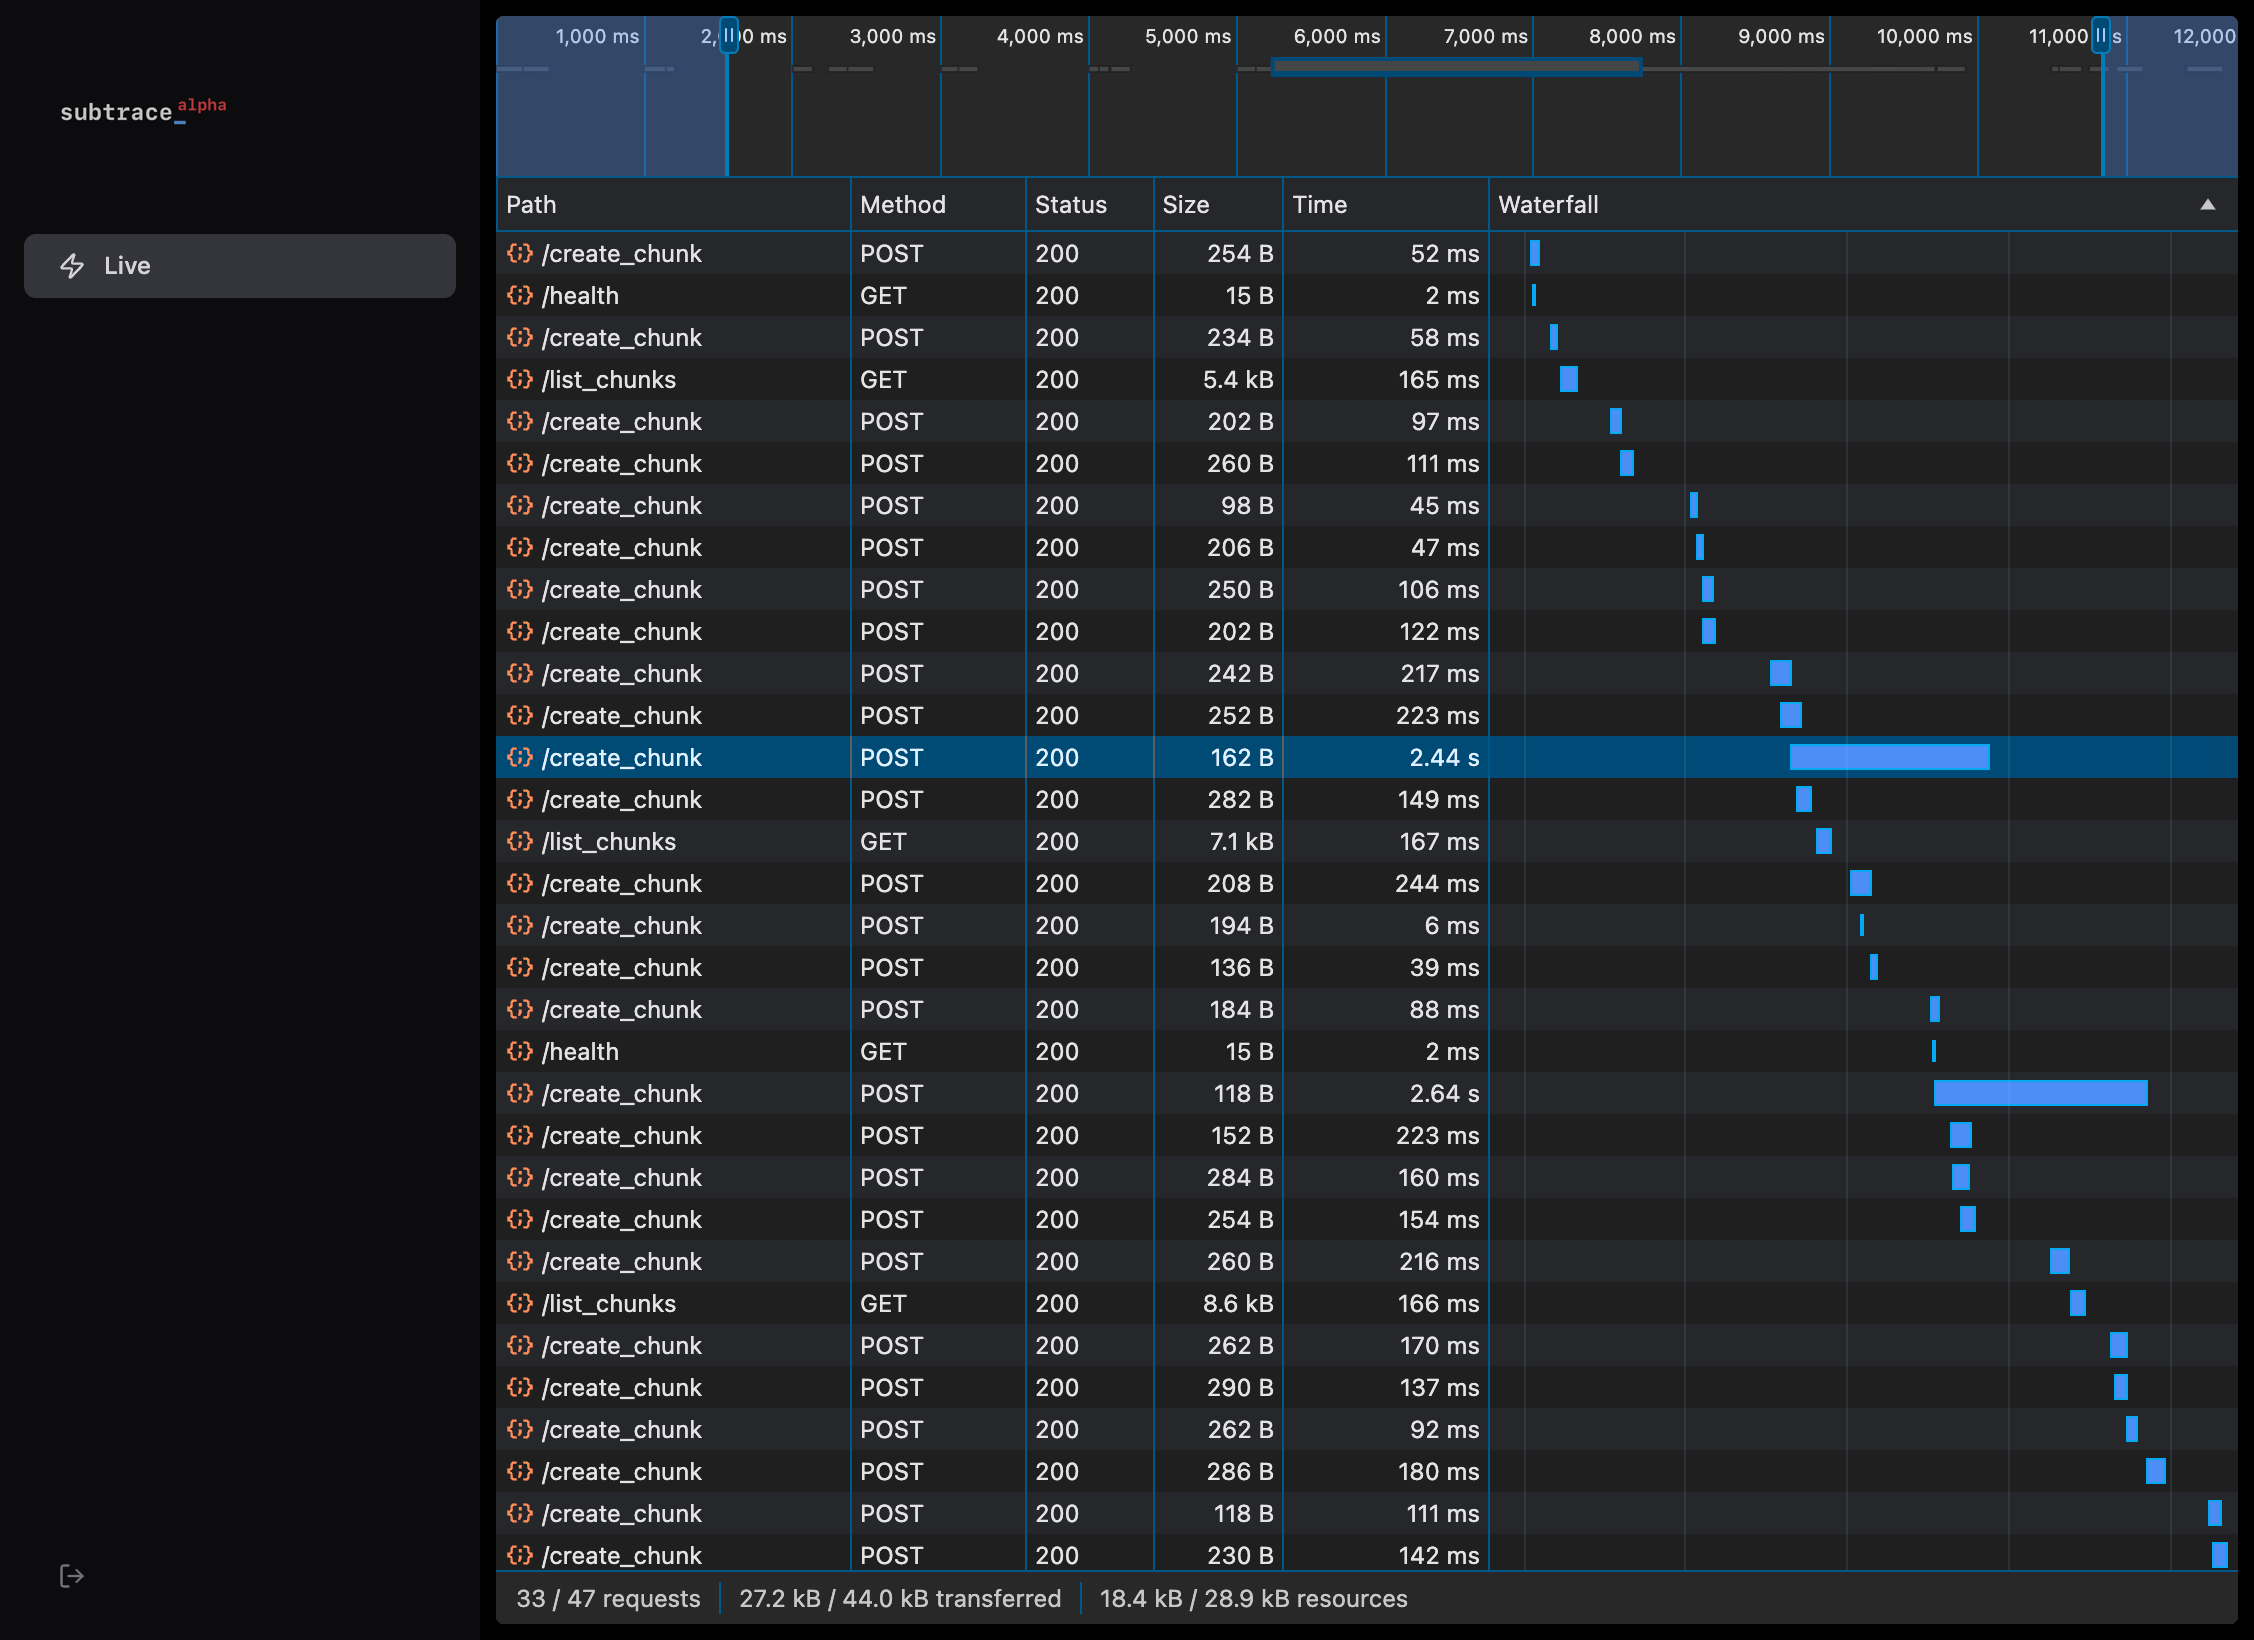 subtrace_alpha
Live
1,000 ms 3,000 ms 4,000 ms 5,000 ms 6,000 ms 7,000 ms 8,000 ms 9,000 ms 10,000 ms 12,000
Path Method Status Size Time Waterfall
/create_chunk POST 200 254 B 52 ms
/health GET 200 15 B 2 ms
/create_chunk POST 200 234 B 58 ms
/list_chunks GET 200 5.4 kB 165 ms
/create_chunk POST 200 202 B 97 ms
/create_chunk POST 200 260 B 111 ms
/create_chunk POST 200 98 B 45 ms
/create_chunk POST 200 206 B 47 ms
/create_chunk POST 200 250 B 106 ms
/create_chunk POST 200 202 B 122 ms
/create_chunk POST 200 242 B 217 ms
/create_chunk POST 200 252 B 223 ms
/create_chunk POST 200 162 B 2.44 s
/create_chunk POST 200 282 B 149 ms
/list_chunks GET 200 7.1 kB 167 ms
/create_chunk POST 200 208 B 244 ms
/create_chunk POST 200 194 B 6 ms
/create_chunk POST 200 136 B 39 ms
/create_chunk POST 200 184 B 88 ms
/health GET 200 15 B 2 ms
/create_chunk POST 200 118 B 2.64 s
/create_chunk POST 200 152 B 223 ms
/create_chunk POST 200 284 B 160 ms
/create_chunk POST 200 254 B 154 ms
/create_chunk POST 200 260 B 216 ms
/list_chunks GET 200 8.6 kB 166 ms
/create_chunk POST 200 262 B 170 ms
/create_chunk POST 200 290 B 137 ms
/create_chunk POST 200 262 B 92 ms
/create_chunk POST 200 286 B 180 ms
/create_chunk POST 200 118 B 111 ms
/create_chunk POST 200 230 B 142 ms
33 / 47 requests 27.2 kB / 44.0 kB transferred 18.4 kB / 28.9 kB resources